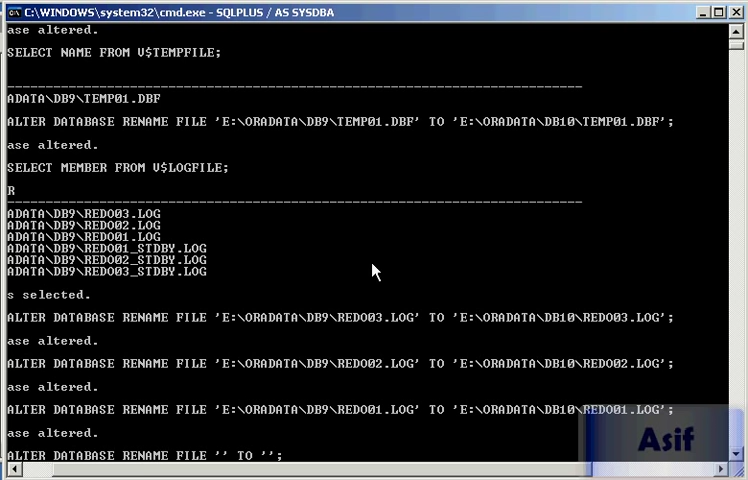 C:\WINDOWS\system32\cmd.exe - SQLPLUS / AS SYSDBA
ase altered.
SELECT NAME FROM V$TEMPFILE;
--------------------------------------------------------------------------------
ADATA\DB9\TEMP01.DBF
ALTER DATABASE RENAME FILE 'E:\ORADATA\DB9\TEMP01.DBF' TO 'E:\ORADATA\DB10\TEMP01.DBF';
ase altered.
SELECT MEMBER FROM V$LOGFILE;
R
--------------------------------------------------------------------------------
ADATA\DB9\REDO03.LOG
ADATA\DB9\REDO02.LOG
ADATA\DB9\REDO01.LOG
ADATA\DB9\REDO01_STDBY.LOG
ADATA\DB9\REDO02_STDBY.LOG
ADATA\DB9\REDO03_STDBY.LOG
s selected.
ALTER DATABASE RENAME FILE 'E:\ORADATA\DB9\REDO03.LOG' TO 'E:\ORADATA\DB10\REDO03.LOG';
ase altered.
ALTER DATABASE RENAME FILE 'E:\ORADATA\DB9\REDO02.LOG' TO 'E:\ORADATA\DB10\REDO02.LOG';
ase altered.
ALTER DATABASE RENAME FILE 'E:\ORADATA\DB9\REDO01.LOG' TO 'E:\ORADATA\DB10\REDO01.LOG';
ase altered.
ALTER DATABASE RENAME FILE '' TO '';
Asif